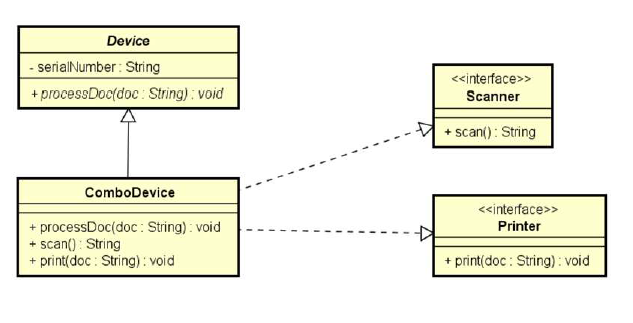 Device
- serialNumber : String
+ processDoc(doc : String) : void
<<interface>>
Scanner
+ scan() : String
ComboDevice
+ processDoc(doc : String) : void
+ scan() : String
+ print(doc : String) : void
<<interface>>
Printer
+ print(doc : String) : void